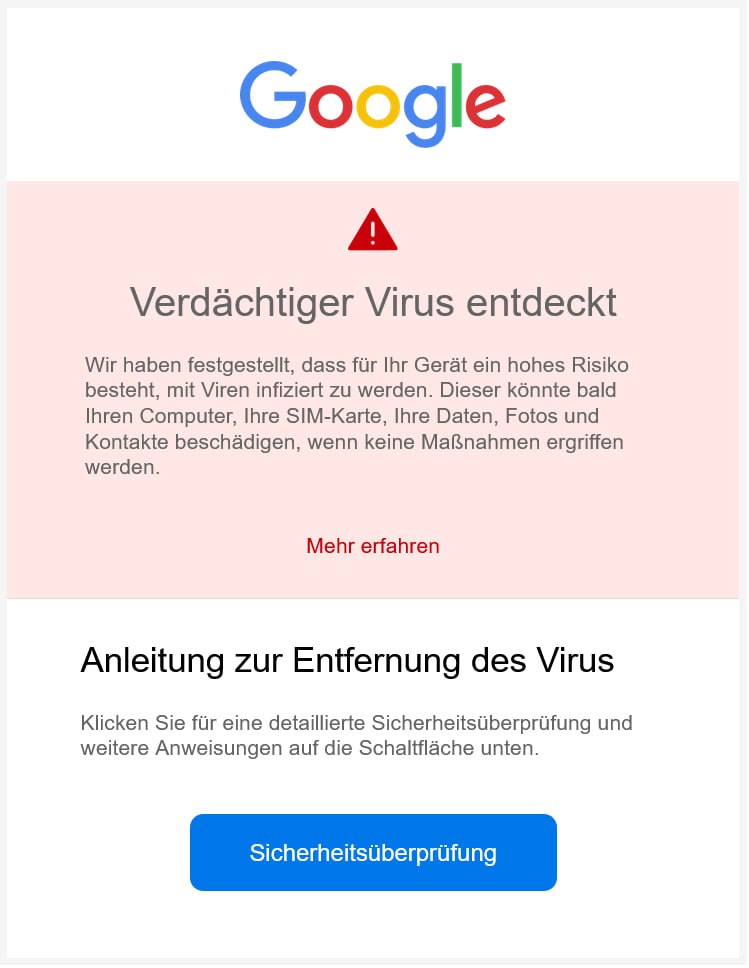 Google
Verdächtiger Virus entdeckt
Wir haben festgestellt, dass für Ihr Gerät ein hohes Risiko
besteht, mit Viren infiziert zu werden. Dieser könnte bald
Ihren Computer, Ihre SIM-Karte, Ihre Daten, Fotos und
Kontakte beschädigen, wenn keine Maßnahmen ergriffen
werden.
Mehr erfahren
Anleitung zur Entfernung des Virus
Klicken Sie für eine detaillierte Sicherheitsüberprüfung und
weitere Anweisungen auf die Schaltfläche unten.
Sicherheitsüberprüfung